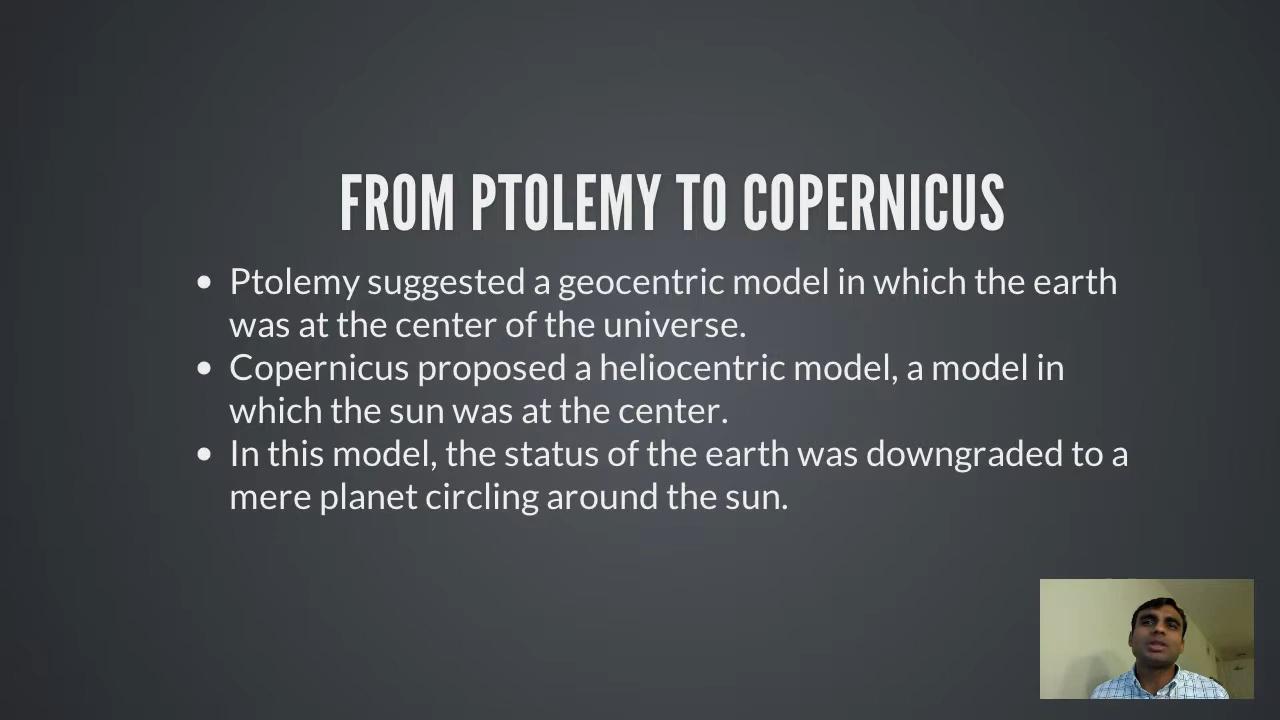 FROM PTOLEMY TO COPERNICUS
• Ptolemy suggested a geocentric model in which the earth
was at the center of the universe.
• Copernicus proposed a heliocentric model, a model in
which the sun was at the center.
• In this model, the status of the earth was downgraded to a
mere planet circling around the sun.